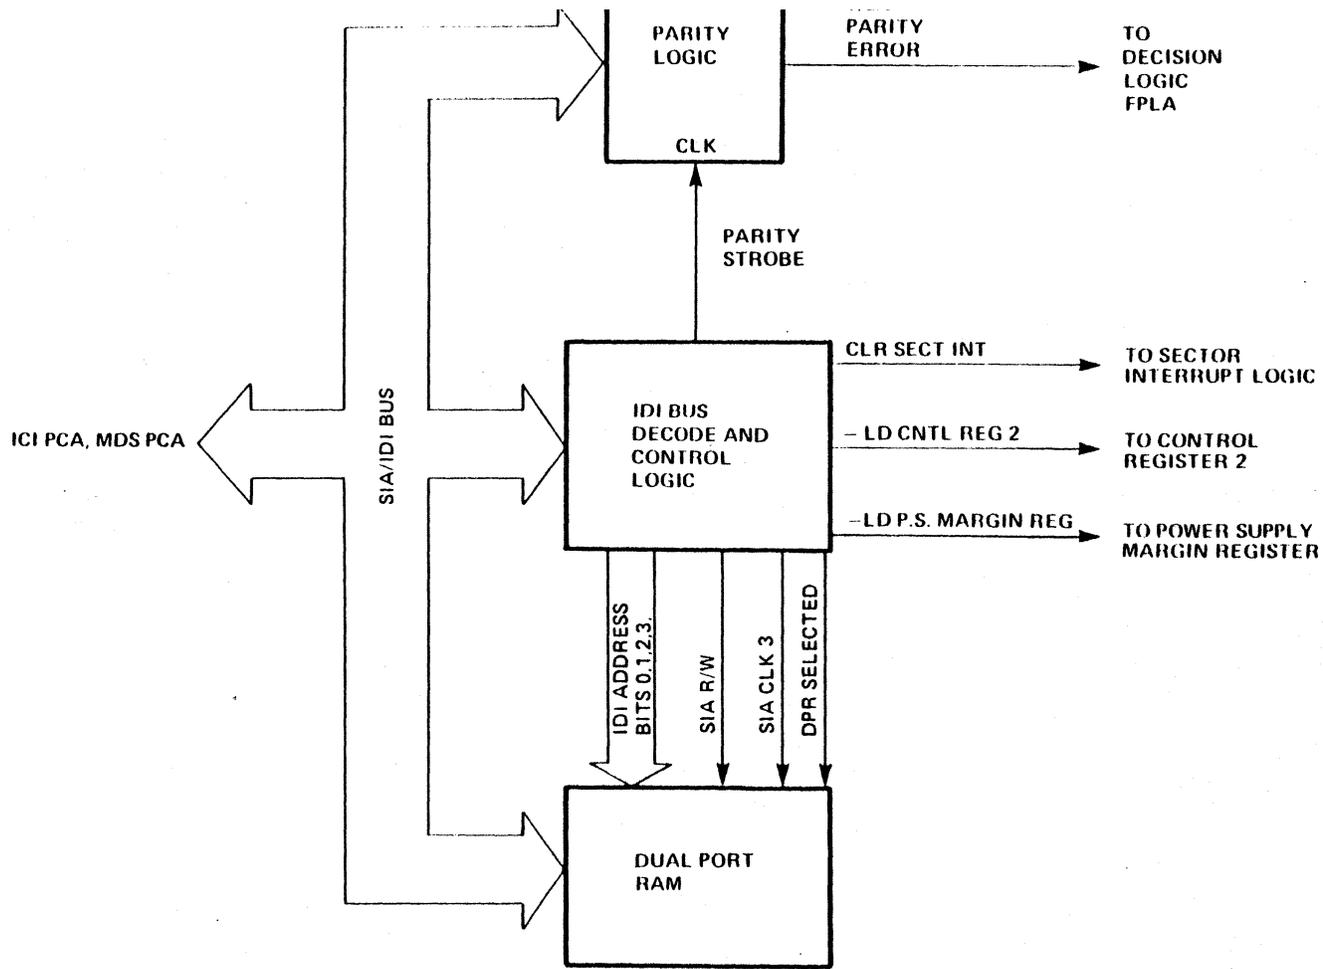 PARITY
LOGIC
CLK
PARITY
ERROR
TO
DECISION
LOGIC
FPLA
PARITY
STROBE
ICI PCA, MDS PCA
SIA/IDI BUS
IDI BUS
DECODE AND
CONTROL
LOGIC
CLR SECT INT
TO SECTOR
INTERRUPT LOGIC
– LD CNTL REG 2
TO CONTROL
REGISTER 2
–LD P.S. MARGIN REG
TO POWER SUPPLY
MARGIN REGISTER
IDI ADDRESS
BITS 0,1,2,3.
SIA R/W
SIA CLK 3
DPR SELECTED
DUAL PORT
RAM